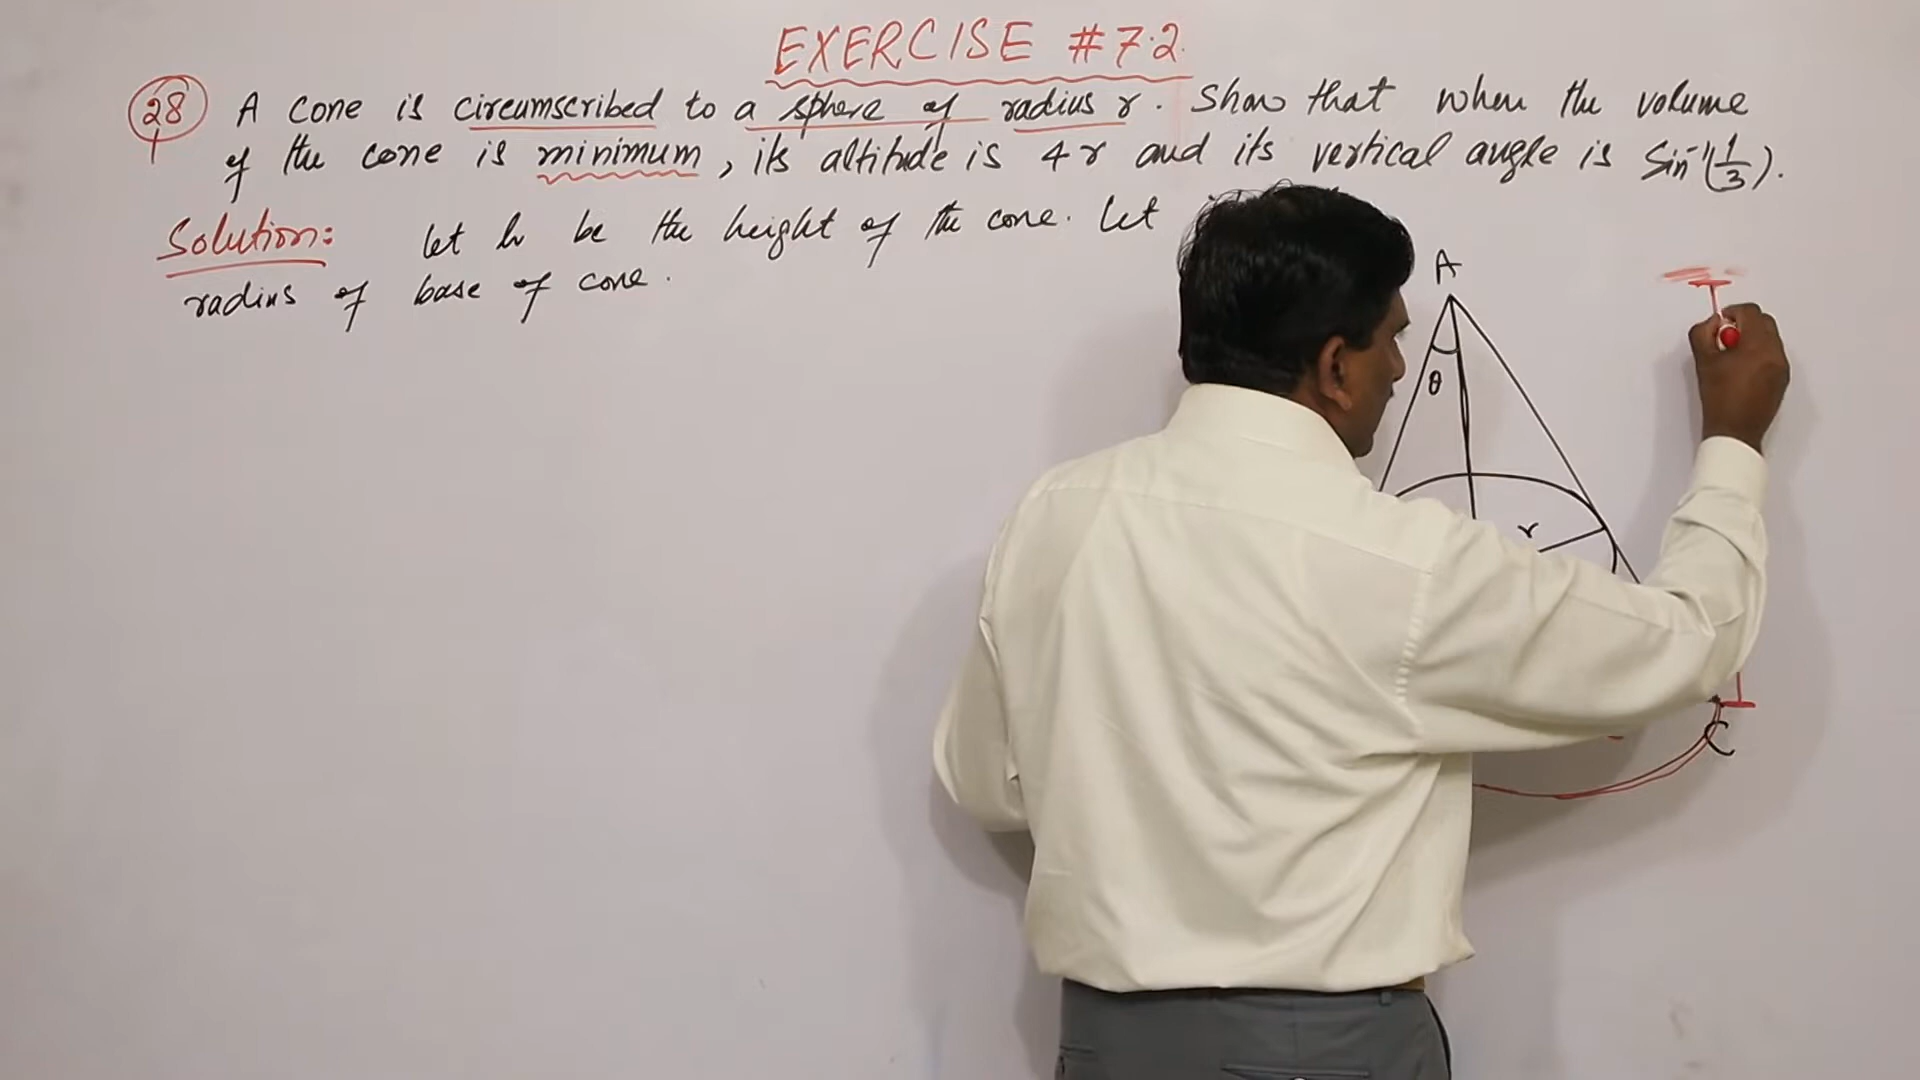 EXERCISE #7.2
28 A cone is circumscribed to a sphere of radius r. Show that when the volume
of the cone is minimum, its altitude is 4r and its vertical angle is Sin⁻¹(1/3).
Solution: let h be the height of the cone. Let
radius of base of cone.
A
θ
r
C